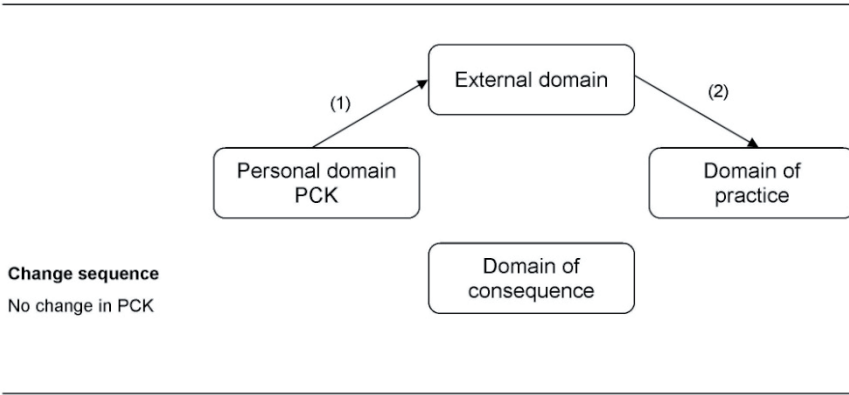 External domain
(1)
(2)
Personal domain
PCK
Domain of
practice
Domain of
consequence
Change sequence
No change in PCK